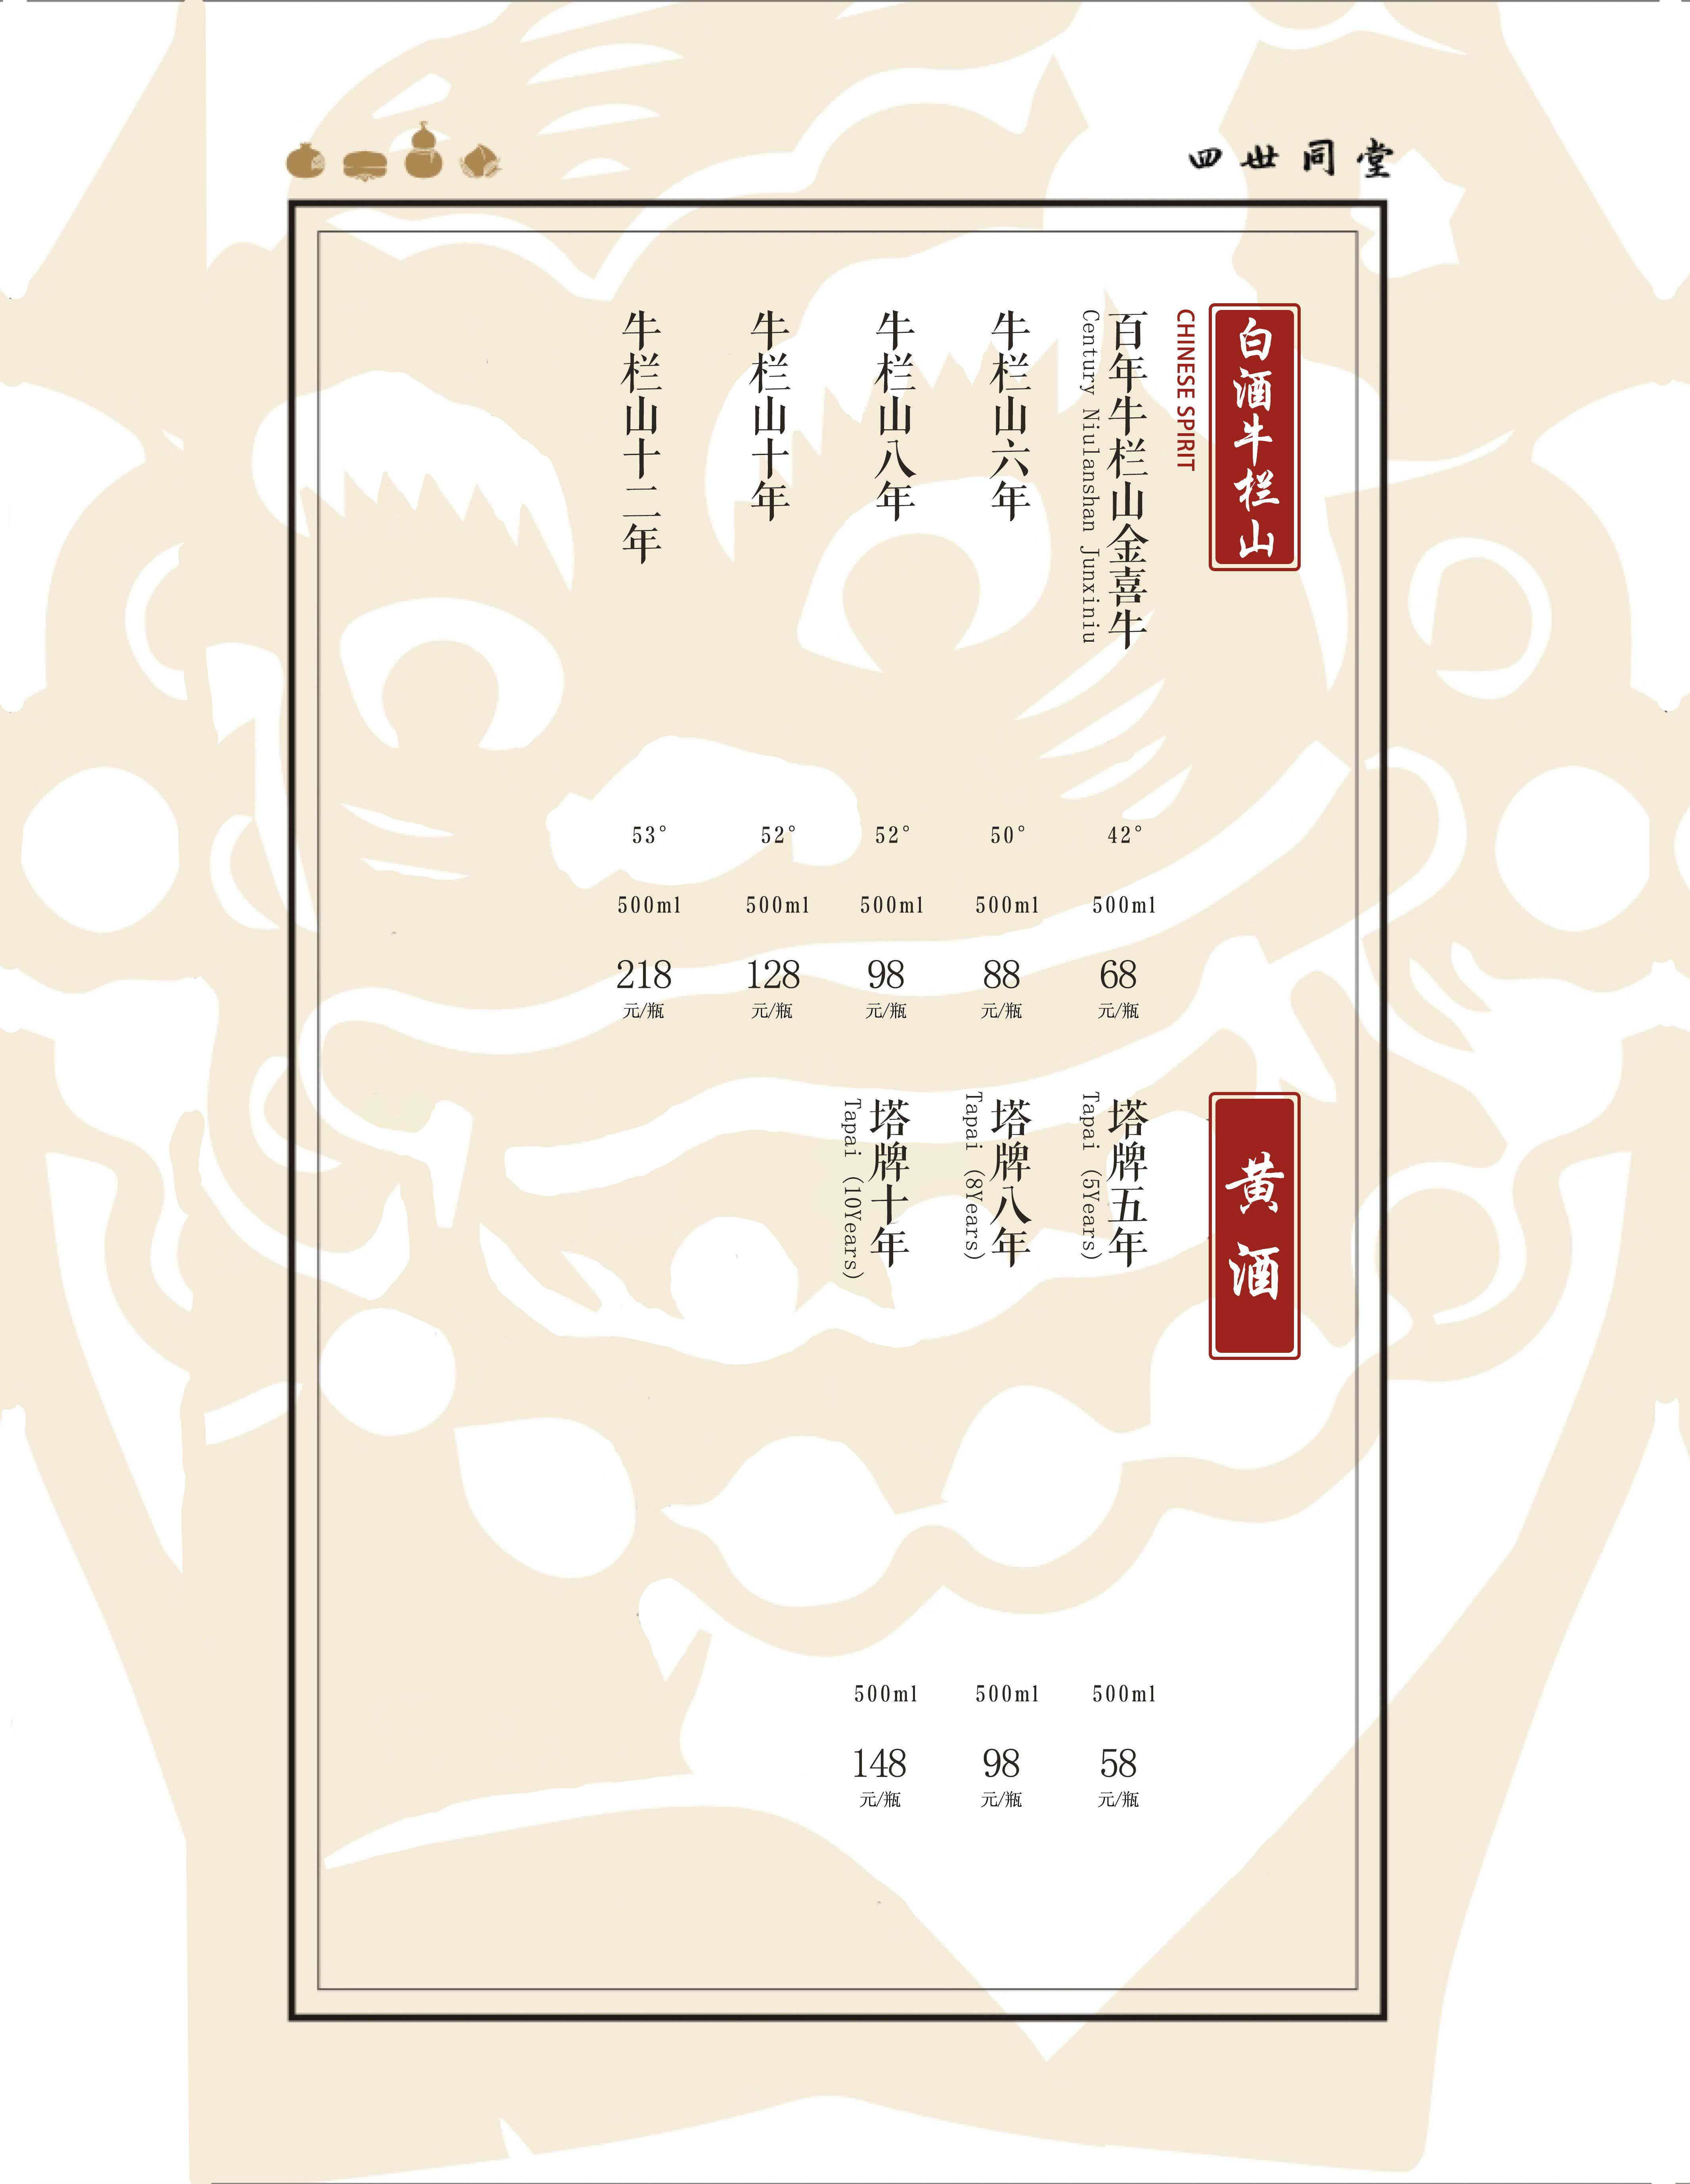 四世同堂
白酒牛栏山
CHINESE SPIRIT
百年牛栏山金喜牛
Century Niulanshan Junxiniu
42°
500ml
68
元/瓶
牛栏山六年
50°
500ml
88
元/瓶
牛栏山八年
52°
500ml
98
元/瓶
牛栏山十年
52°
500ml
128
元/瓶
牛栏山十二年
53°
500ml
218
元/瓶
黄酒
塔牌五年
Tapai (5Years)
500ml
58
元/瓶
塔牌八年
Tapai (8Years)
500ml
98
元/瓶
塔牌十年
Tapai (10Years)
500ml
148
元/瓶